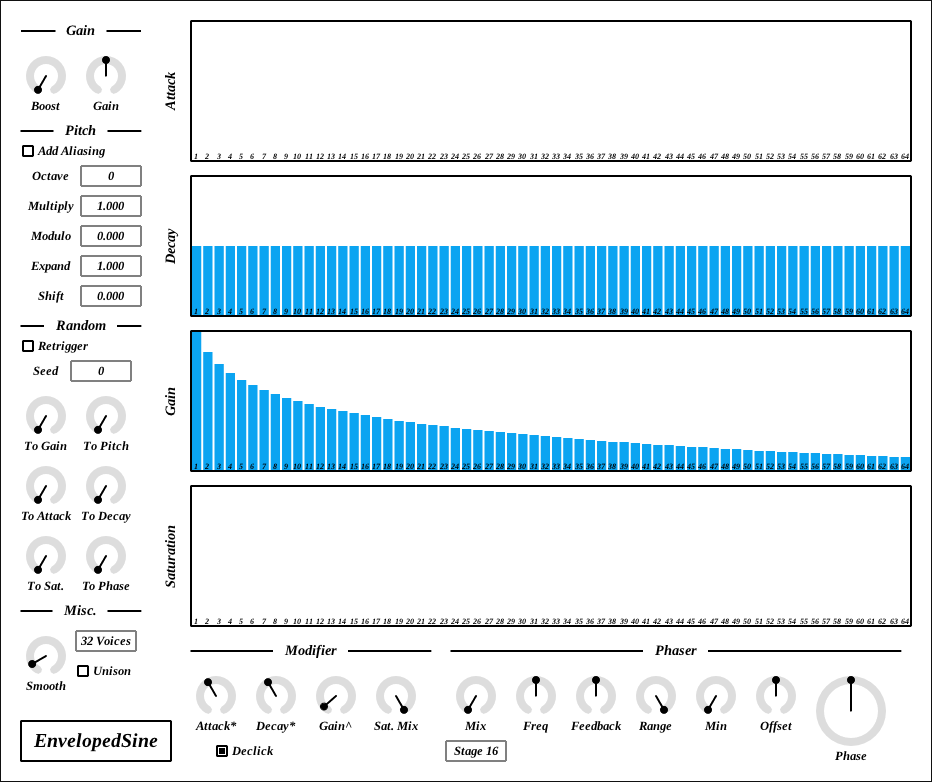 Gain
Boost Gain
Pitch
Add Aliasing
Octave 0
Multiply 1.000
Modulo 0.000
Expand 1.000
Shift 0.000
Random
Retrigger
Seed 0
To Gain To Pitch
To Attack To Decay
To Sat. To Phase
Misc.
32 Voices
Smooth
Unison
EnvelopedSine
Attack
1 2 3 4 5 6 7 8 9 10 11 12 13 14 15 16 17 18 19 20 21 22 23 24 25 26 27 28 29 30 31 32 33 34 35 36 37 38 39 40 41 42 43 44 45 46 47 48 49 50 51 52 53 54 55 56 57 58 59 60 61 62 63 64
Decay
1 2 3 4 5 6 7 8 9 10 11 12 13 14 15 16 17 18 19 20 21 22 23 24 25 26 27 28 29 30 31 32 33 34 35 36 37 38 39 40 41 42 43 44 45 46 47 48 49 50 51 52 53 54 55 56 57 58 59 60 61 62 63 64
Gain
1 2 3 4 5 6 7 8 9 10 11 12 13 14 15 16 17 18 19 20 21 22 23 24 25 26 27 28 29 30 31 32 33 34 35 36 37 38 39 40 41 42 43 44 45 46 47 48 49 50 51 52 53 54 55 56 57 58 59 60 61 62 63 64
Saturation
1 2 3 4 5 6 7 8 9 10 11 12 13 14 15 16 17 18 19 20 21 22 23 24 25 26 27 28 29 30 31 32 33 34 35 36 37 38 39 40 41 42 43 44 45 46 47 48 49 50 51 52 53 54 55 56 57 58 59 60 61 62 63 64
Modifier
Attack* Decay* Gain^ Sat. Mix
Declick
Phaser
Mix Freq Feedback Range Min Offset
Stage 16
Phase